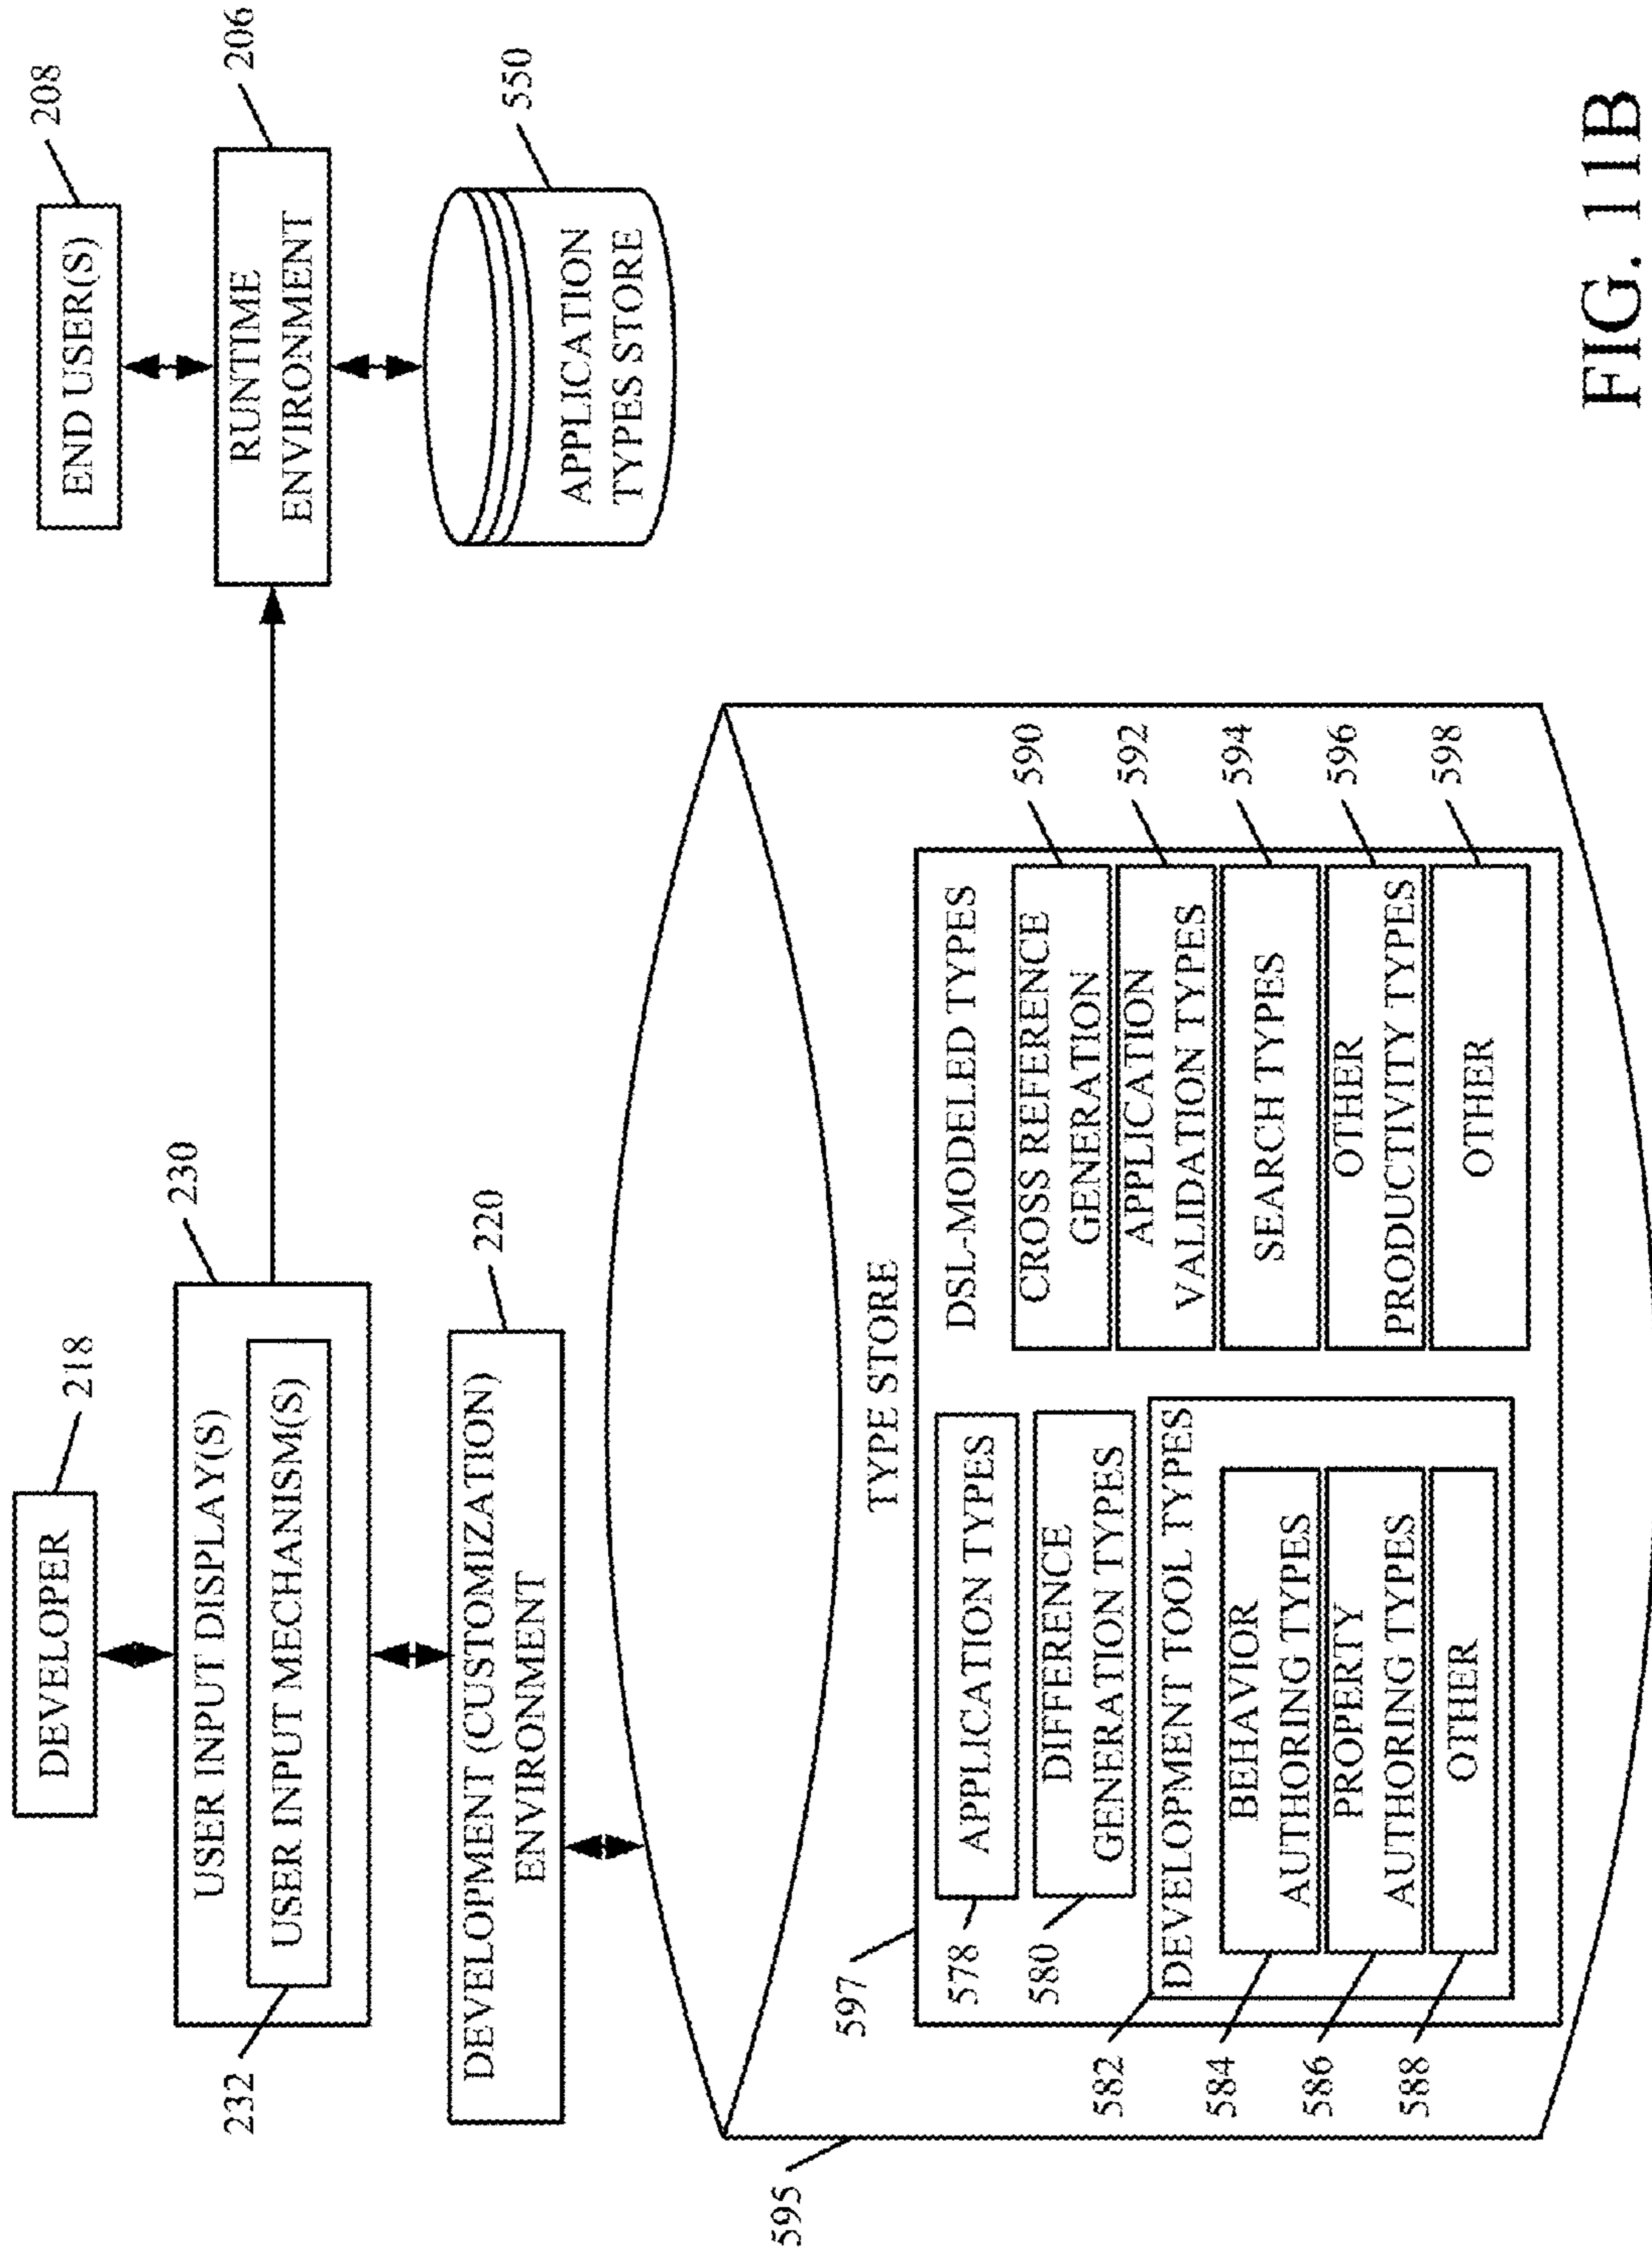 DEVELOPER
218
END USER(S)
208
USER INPUT DISPLAY(S)
230
USER INPUT MECHANISM(S)
232
RUNTIME
ENVIRONMENT
206
DEVELOPMENT (CUSTOMIZATION)
ENVIRONMENT
220
APPLICATION
TYPES STORE
550
TYPE STORE
595
597
DSL-MODELED TYPES
APPLICATION TYPES
578
DIFFERENCE
GENERATION TYPES
580
DEVELOPMENT TOOL TYPES
582
BEHAVIOR
AUTHORING TYPES
584
PROPERTY
AUTHORING TYPES
586
OTHER
588
CROSS REFERENCE
GENERATION
590
APPLICATION
VALIDATION TYPES
592
SEARCH TYPES
594
OTHER
PRODUCTIVITY TYPES
596
OTHER
598
FIG. 11B